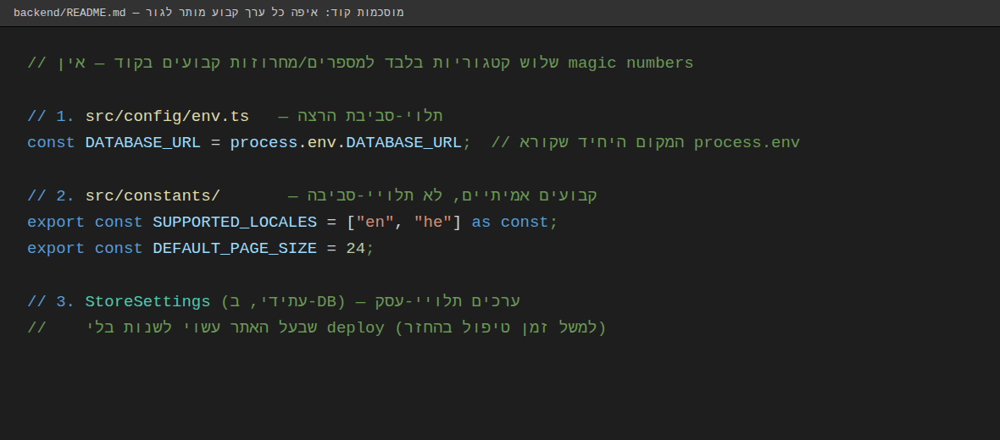 backend/README.md — מוסכמות קוד: איפה כל ערך קבוע מותר לגור
// שלוש קטגוריות בלבד למספרים/מחרוזות קבועים בקוד — אין magic numbers
// 1. src/config/env.ts — תלוי-סביבת הרצה
const DATABASE_URL = process.env.DATABASE_URL; // המקום היחיד שקורא process.env
// 2. src/constants/ — קבועים אמיתיים, לא תלויי-סביבה
export const SUPPORTED_LOCALES = ["en", "he"] as const;
export const DEFAULT_PAGE_SIZE = 24;
// 3. StoreSettings (עתידי, ב-DB) — ערכים תלויי-עסק
// שבעל האתר עשוי לשנות בלי deploy (למשל זמן טיפול בהחזר)